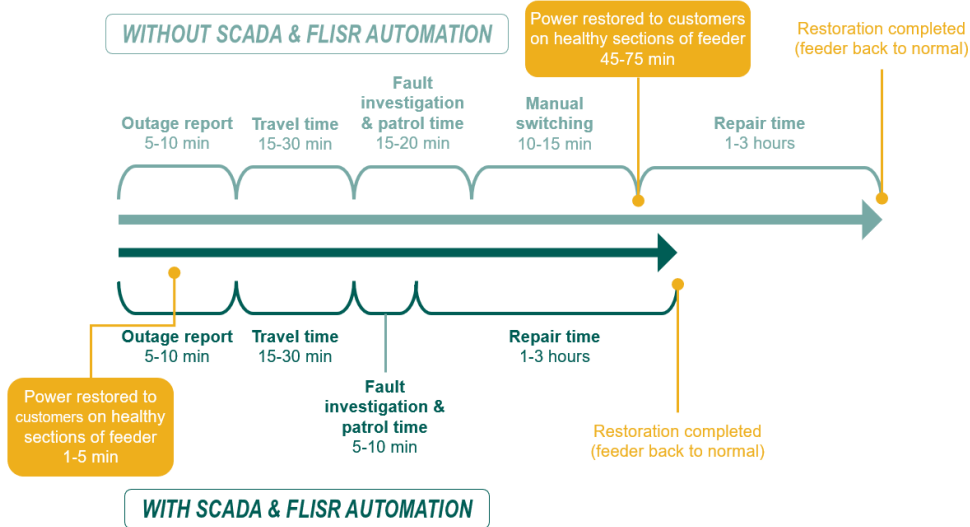 WITHOUT SCADA & FLISR AUTOMATION
Power restored to customers
on healthy sections of feeder
45-75 min
Restoration completed
(feeder back to normal)
Outage report
5-10 min
Travel time
15-30 min
Fault
investigation
& patrol time
15-20 min
Manual
switching
10-15 min
Repair time
1-3 hours
Outage report
5-10 min
Travel time
15-30 min
Fault
investigation &
patrol time
5-10 min
Repair time
1-3 hours
Power restored to
customers on healthy
sections of feeder
1-5 min
Restoration completed
(feeder back to normal)
WITH SCADA & FLISR AUTOMATION